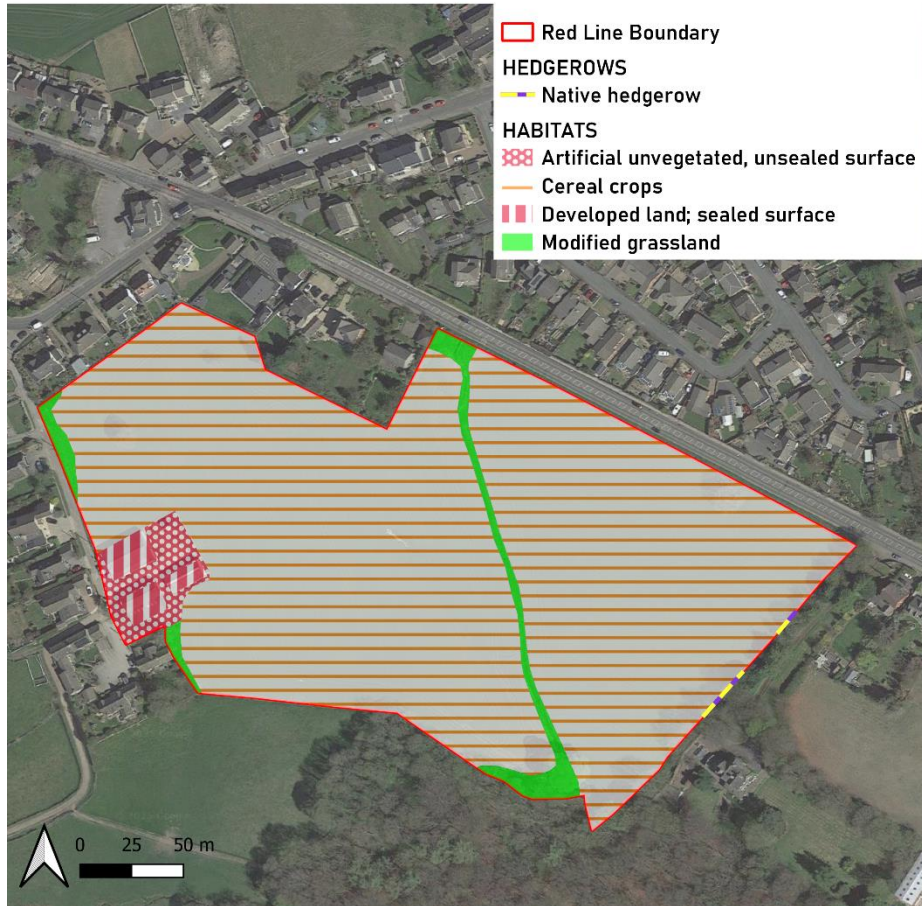 Red Line Boundary
HEDGEROWS
Native hedgerow
HABITATS
Artificial unvegetated, unsealed surface
Cereal crops
Developed land; sealed surface
Modified grassland
0 25 50 m